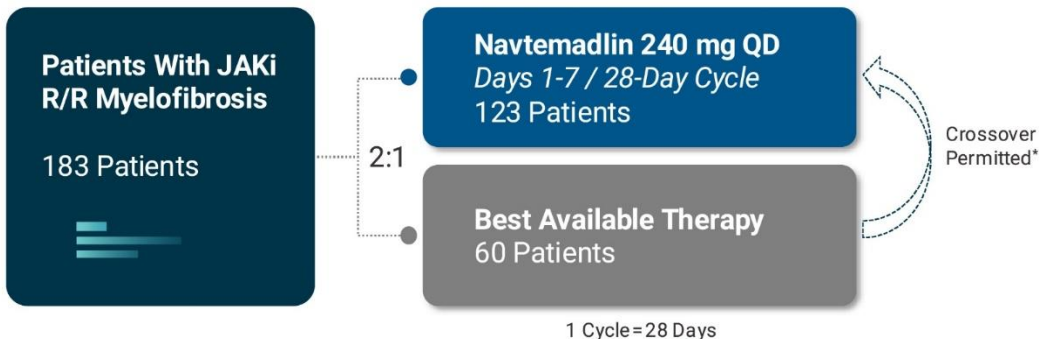 Patients With JAKi
R/R Myelofibrosis
183 Patients
2:1
Navtemadlin 240 mg QD
Days 1-7 / 28-Day Cycle
123 Patients
Best Available Therapy
60 Patients
Crossover
Permitted*
1 Cycle=28 Days